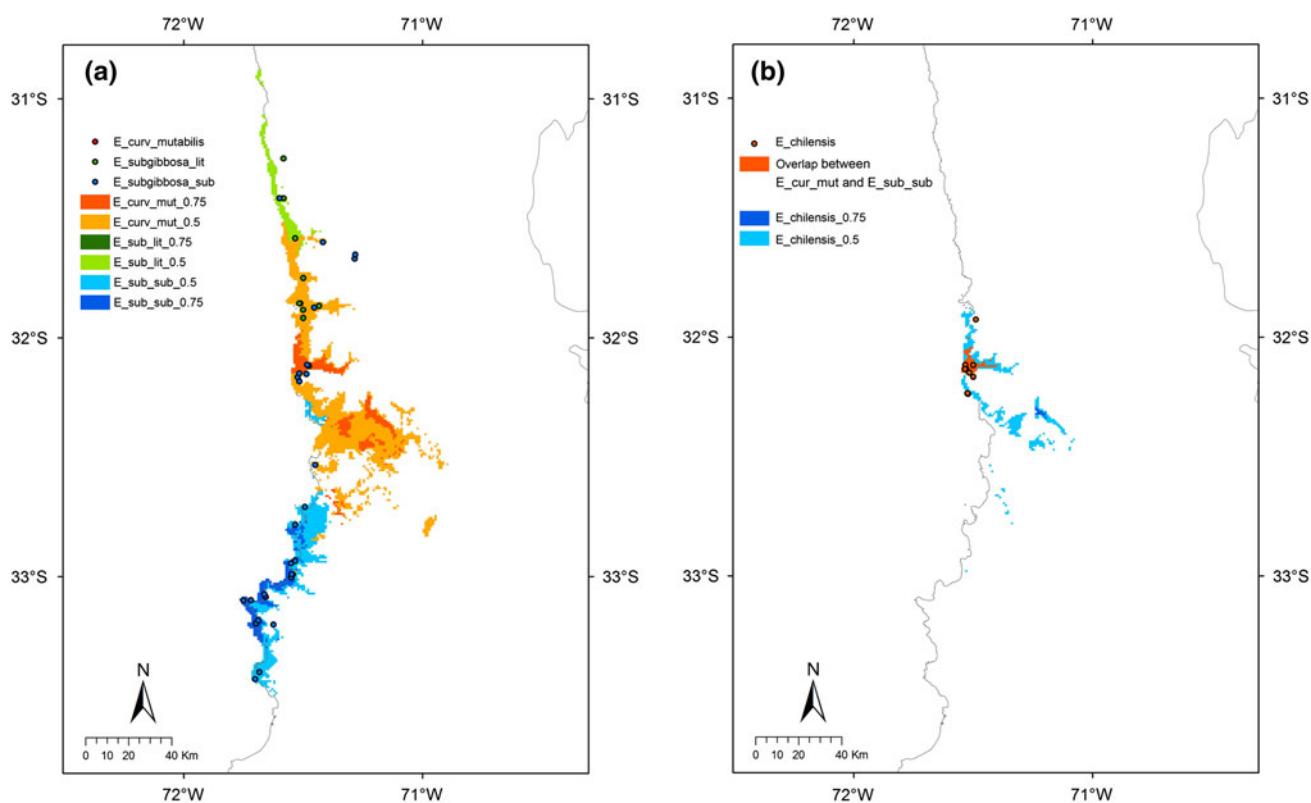 72°W 71°W
(a)
31°S
E_curv_mutabilis
E_subgibbosa_lit
E_subgibbosa_sub
E_curv_mut_0.75
E_curv_mut_0.5
E_sub_lit_0.75
E_sub_lit_0.5
E_sub_sub_0.5
E_sub_sub_0.75
32°S
33°S
N
0 10 20 40 Km
31°S
32°S
33°S
72°W 71°W
72°W 71°W
(b)
31°S
E_chilensis
Overlap between
E_cur_mut and E_sub_sub
E_chilensis_0.75
E_chilensis_0.5
32°S
33°S
N
0 10 20 40 Km
31°S
32°S
33°S
72°W 71°W